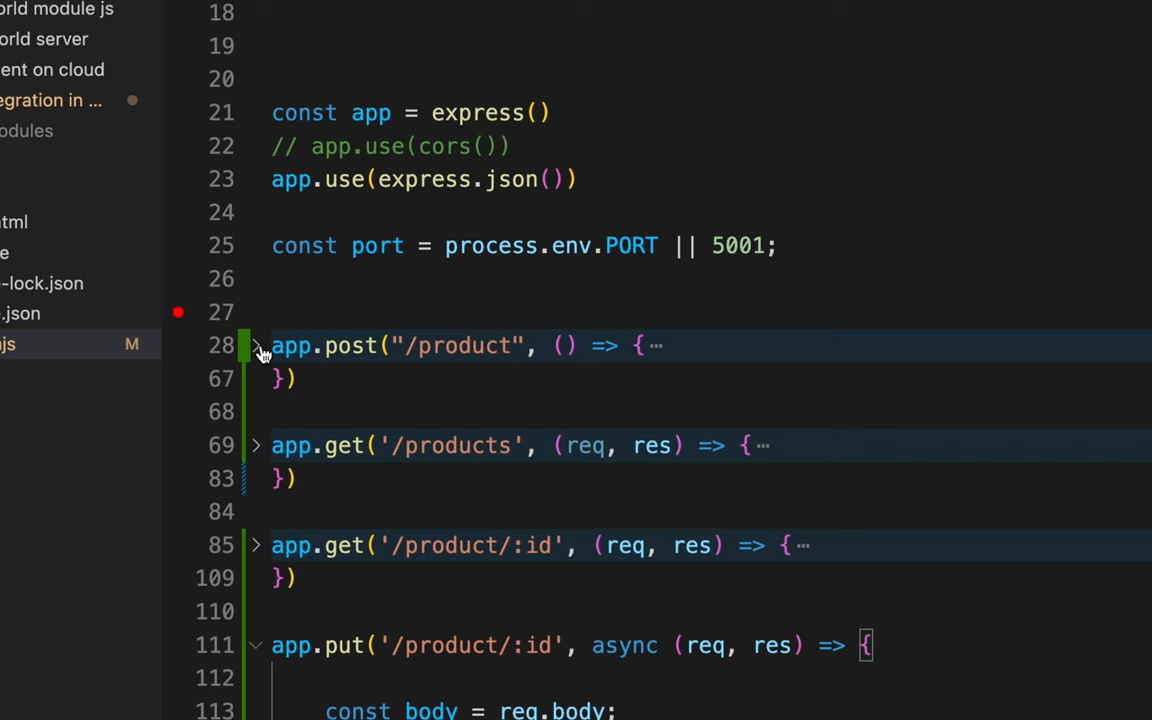 orld module js
orld server
ent on cloud
egration in ...
odules
tml
e
-lock.json
.json
js M
18
19
20
21 const app = express()
22 // app.use(cors())
23 app.use(express.json())
24
25 const port = process.env.PORT || 5001;
26
27
28 app.post("/product", () => {⋯
67 })
68
69 app.get('/products', (req, res) => {⋯
83 })
84
85 app.get('/product/:id', (req, res) => {⋯
109 })
110
111 app.put('/product/:id', async (req, res) => {
112
113 const body = req.body;